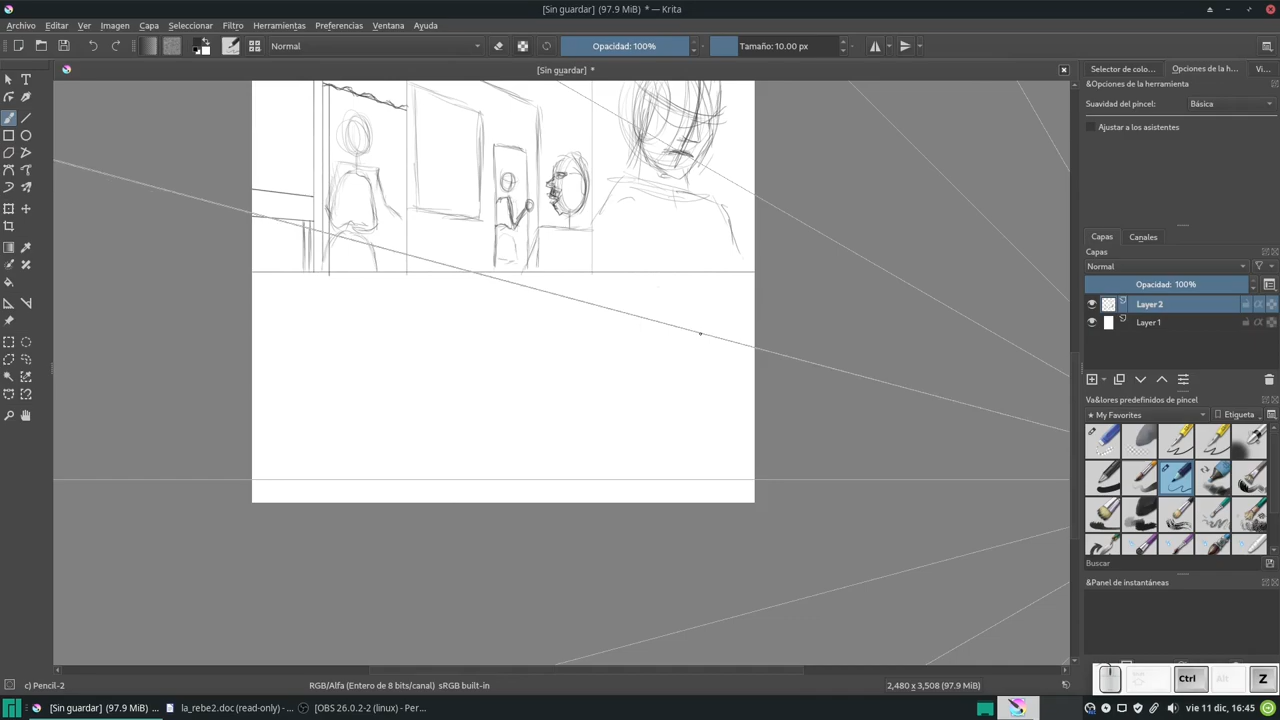 [Sin guardar] (97.9 MiB) * — Krita
Archivo Editar Ver Imagen Capa Seleccionar Filtro Herramientas Preferencias Ventana Ayuda
Normal Opacidad: 100% Tamaño: 10.00 px
[Sin guardar] * Selector de colo... Opciones de la h... Vi...
&Opciones de la herramienta
Suavidad del pincel: Básica
Ajustar a los asistentes
Capas Canales
Capas
Normal
Opacidad: 100%
Layer 2
Layer 1
Va&lores predefinidos de pincel
★ My Favorites Etiqueta
Buscar
&Panel de instantáneas
Ctrl Alt Z
c) Pencil-2 RGB/Alfa (Entero de 8 bits/canal) sRGB built-in 2,480 x 3,508 (97.9 MiB)
[Sin guardar] (97.9 MiB) * ... la_rebe2.doc (read-only) - ... [OBS 26.0.2-2 (linux) - Per... vie 11 dic, 16:45